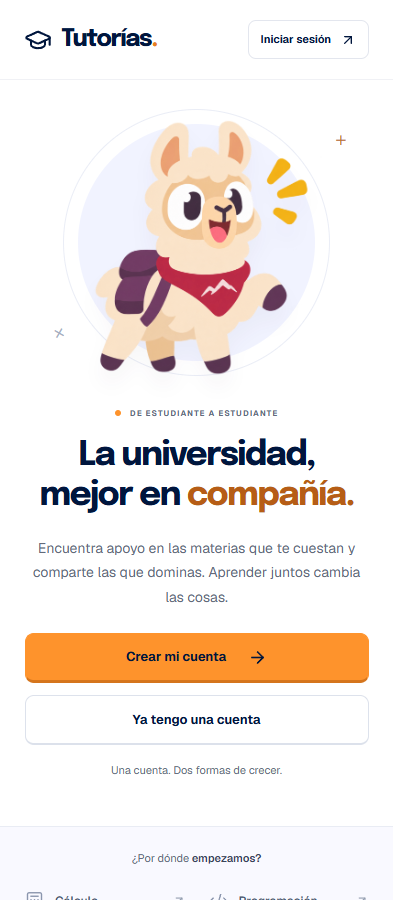 Tutorías.
Iniciar sesión
DE ESTUDIANTE A ESTUDIANTE
La universidad,
mejor en compañía.
Encuentra apoyo en las materias que te cuestan y
comparte las que dominas. Aprender juntos cambia
las cosas.
Crear mi cuenta
Ya tengo una cuenta
Una cuenta. Dos formas de crecer.
¿Por dónde empezamos?
Cálculo
Programación